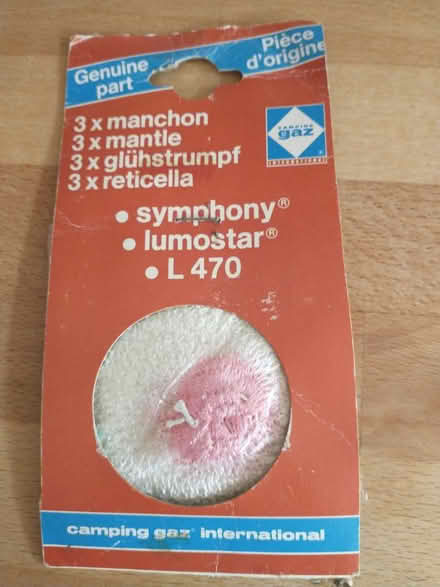 Genuine
part
Pièce
d'origine
CAMPING
gaz
INTERNATIONAL
3 x manchon
3 x mantle
3 x glühstrumpf
3 x reticella
• symphony®
• lumostar®
• L 470
camping gaz international